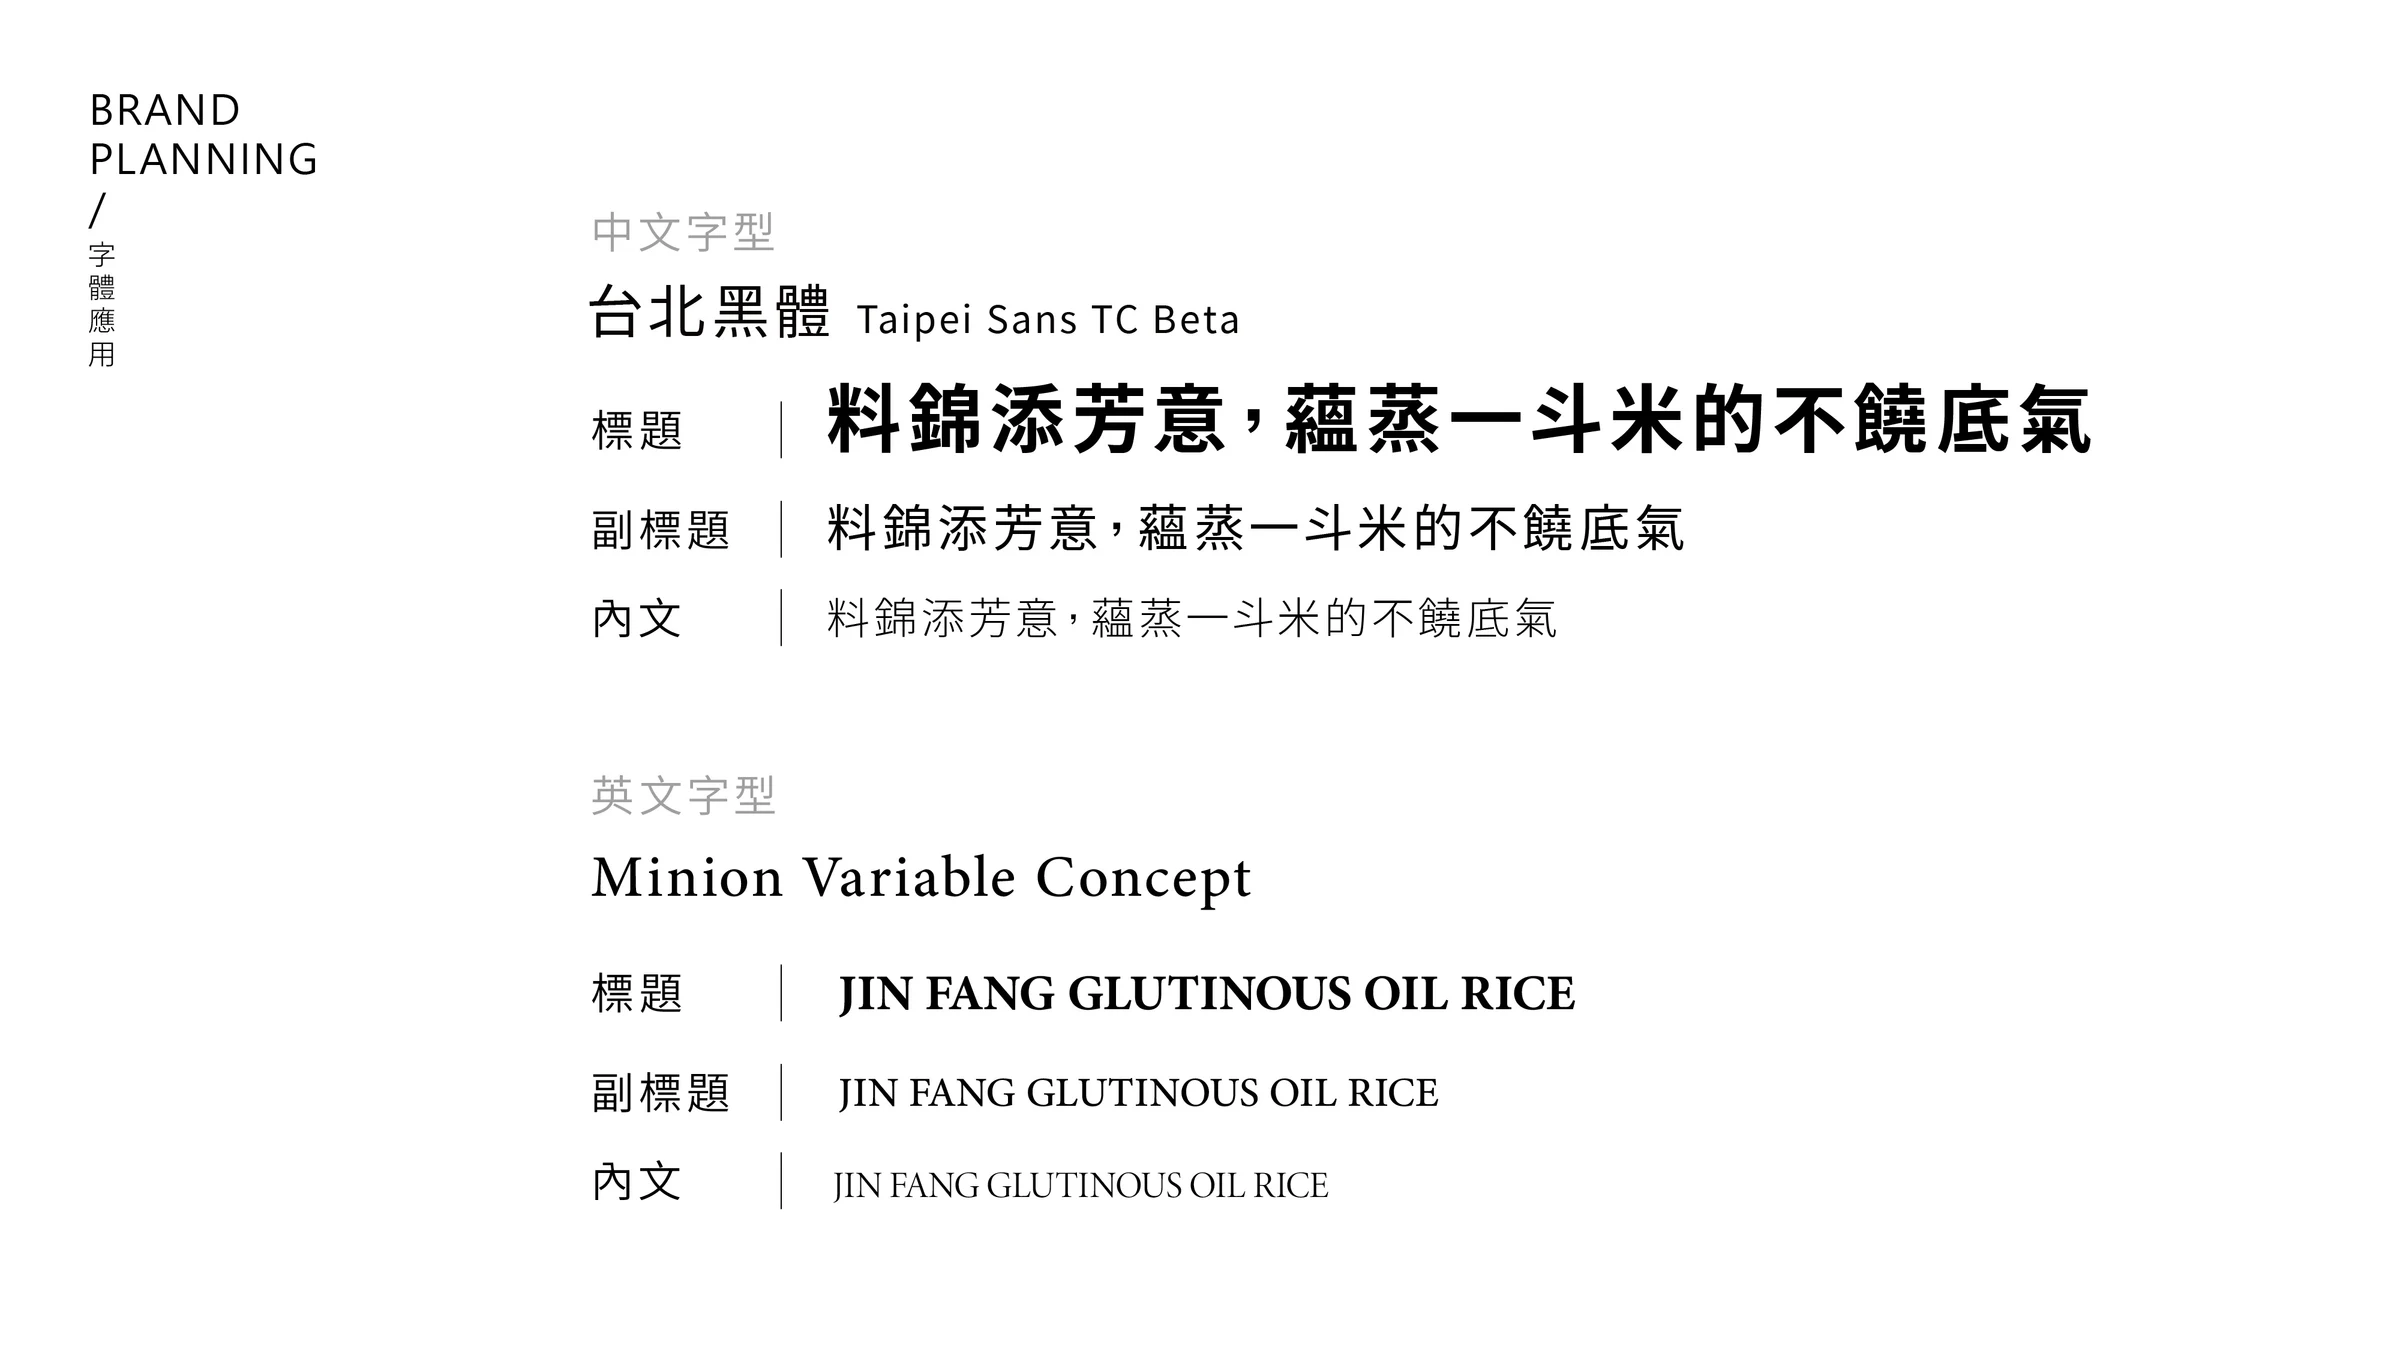 BRAND
PLANNING
/
字體應用
中文字型
台北黑體 Taipei Sans TC Beta
標題 料錦添芳意，蘊蒸一斗米的不饒底氣
副標題 料錦添芳意，蘊蒸一斗米的不饒底氣
內文 料錦添芳意，蘊蒸一斗米的不饒底氣
英文字型
Minion Variable Concept
標題 JIN FANG GLUTINOUS OIL RICE
副標題 JIN FANG GLUTINOUS OIL RICE
內文 JIN FANG GLUTINOUS OIL RICE